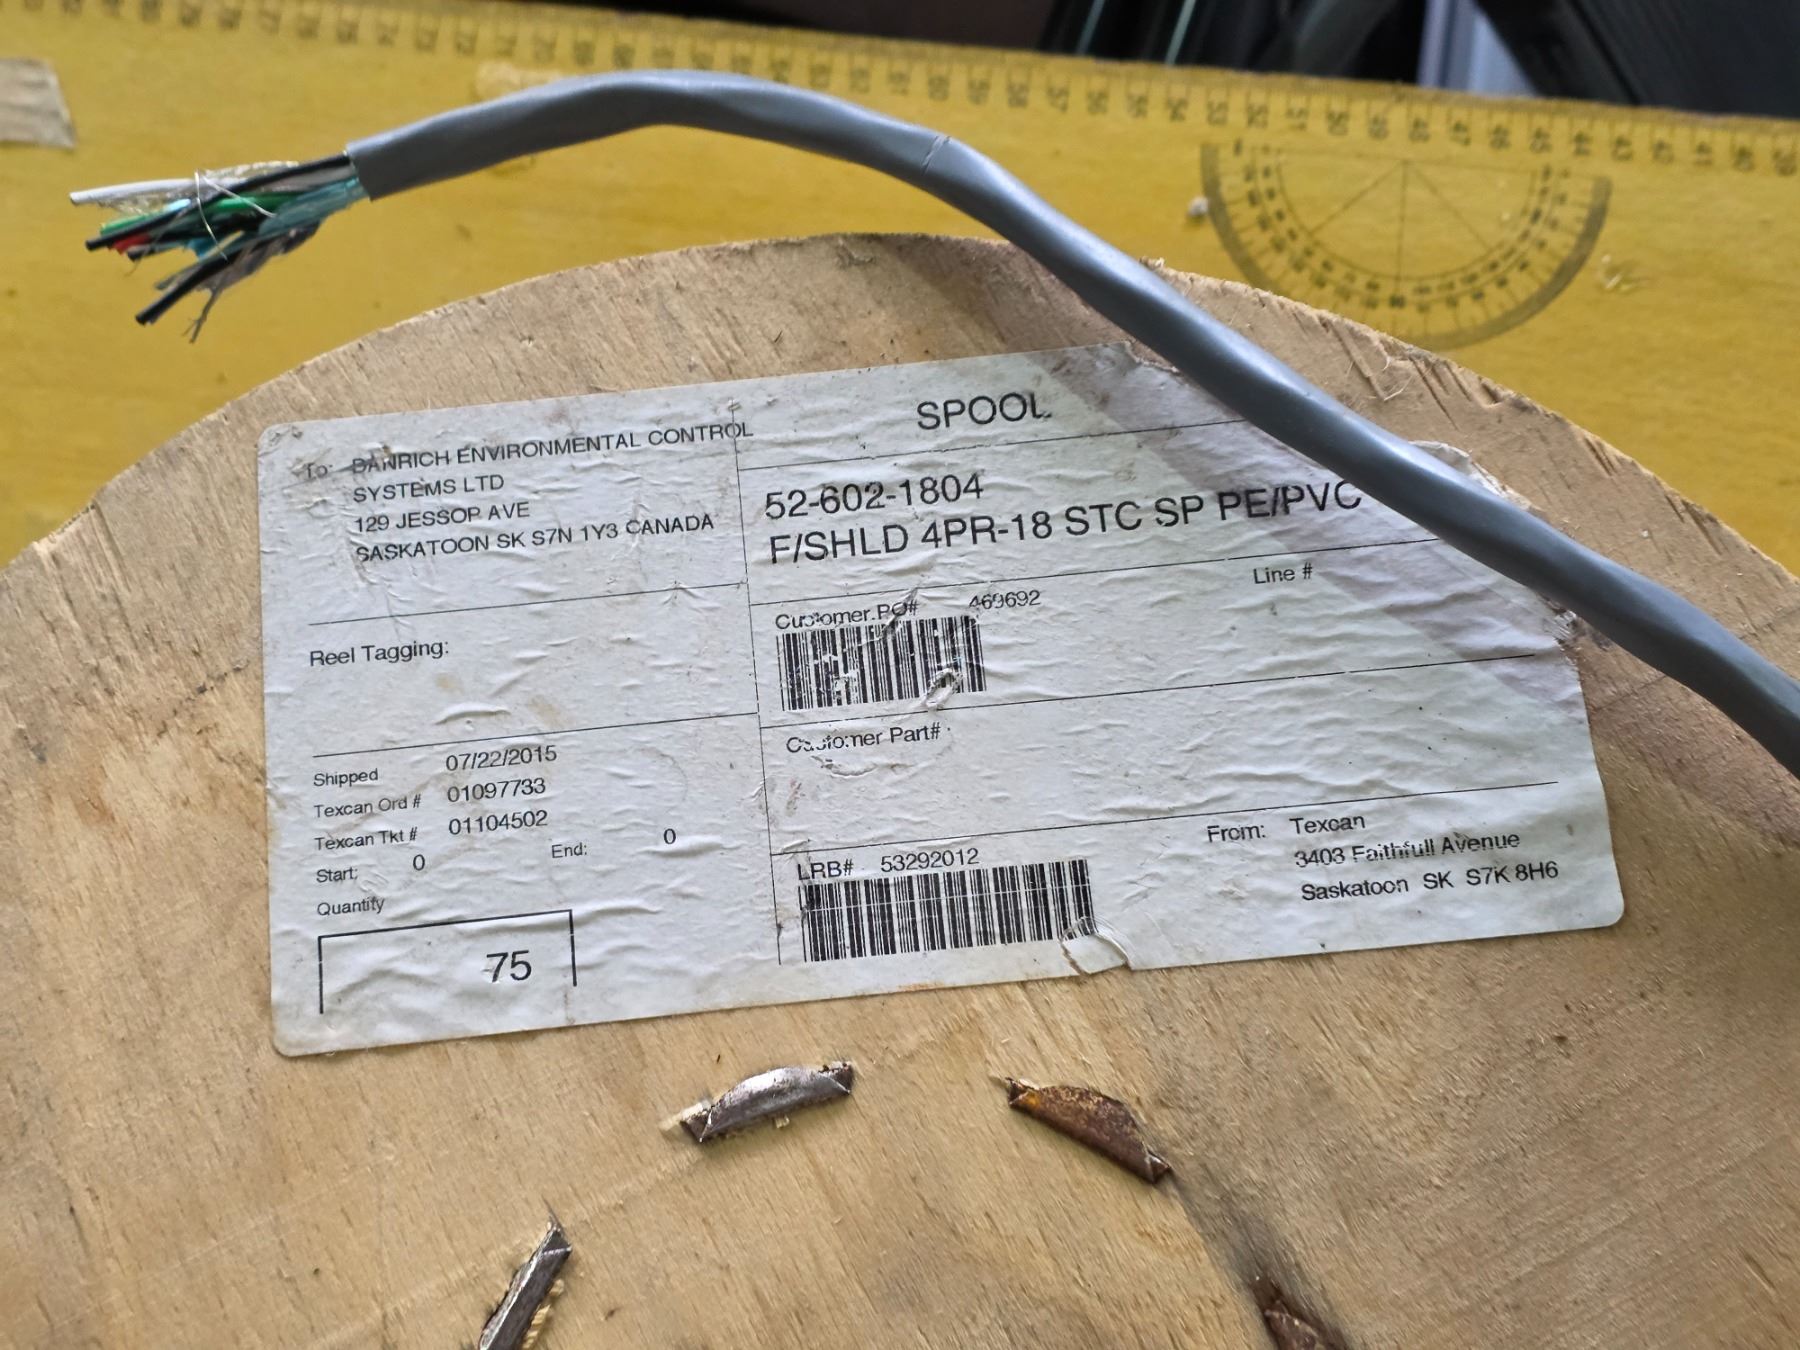 To: DANRICH ENVIRONMENTAL CONTROL
SYSTEMS LTD
129 JESSOP AVE
SASKATOON SK S7N 1Y3 CANADA
Reel Tagging:
Shipped 07/22/2015
Texcan Ord # 01097733
Texcan Tkt # 01104502
Start: 0 End: 0
Quantity
75
SPOOL
52-602-1804
F/SHLD 4PR-18 STC SP PE/PVC
Customer PO# 469692
Line #
Customer Part#
LRB# 53292012
From: Texcan
3403 Faithfull Avenue
Saskatoon SK S7K 8H6